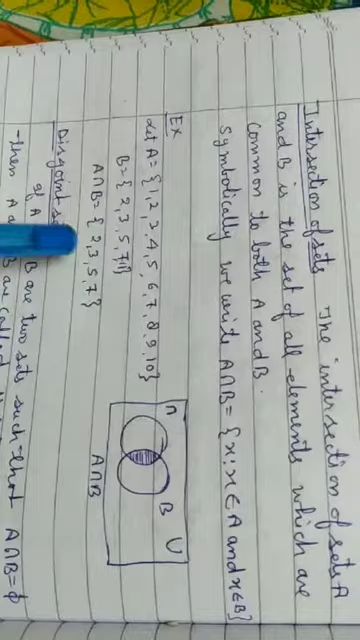 Intersection of sets The intersection of sets A
and B is the set of all elements which are
common to both A and B.
Symbolically we write A∩B = {x : x ∈ A and x ∈ B}
Ex
let A = {1, 2, 3, 4, 5, 6, 7, 8, 9, 10}
B = {2, 3, 5, 7, 11}
A∩B = {2, 3, 5, 7}
B
U
A∩B
Disjoint
A B are two sets such that A∩B = ϕ
then A B are called